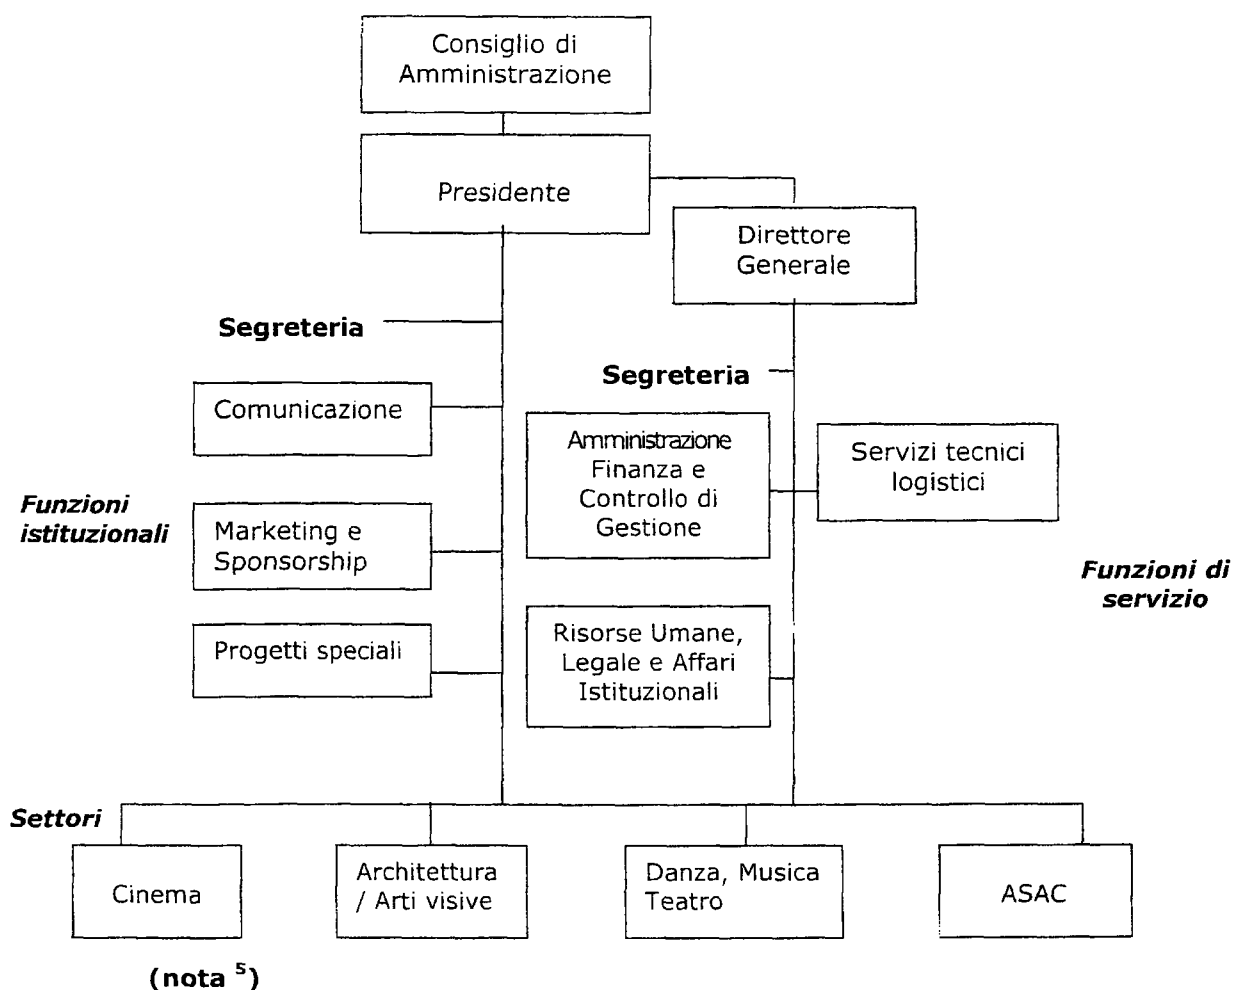 Consiglio di
Amministrazione
Presidente
Direttore
Generale
Segreteria
Segreteria
Comunicazione
Amministrazione
Finanza e
Controllo di
Gestione
Servizi tecnici
logistici
Funzioni
istituzionali
Marketing e
Sponsorship
Funzioni di
servizio
Progetti speciali
Risorse Umane,
Legale e Affari
Istituzionali
Settori
Cinema
Architettura
/ Arti visive
Danza, Musica
Teatro
ASAC
(nota ⁵)